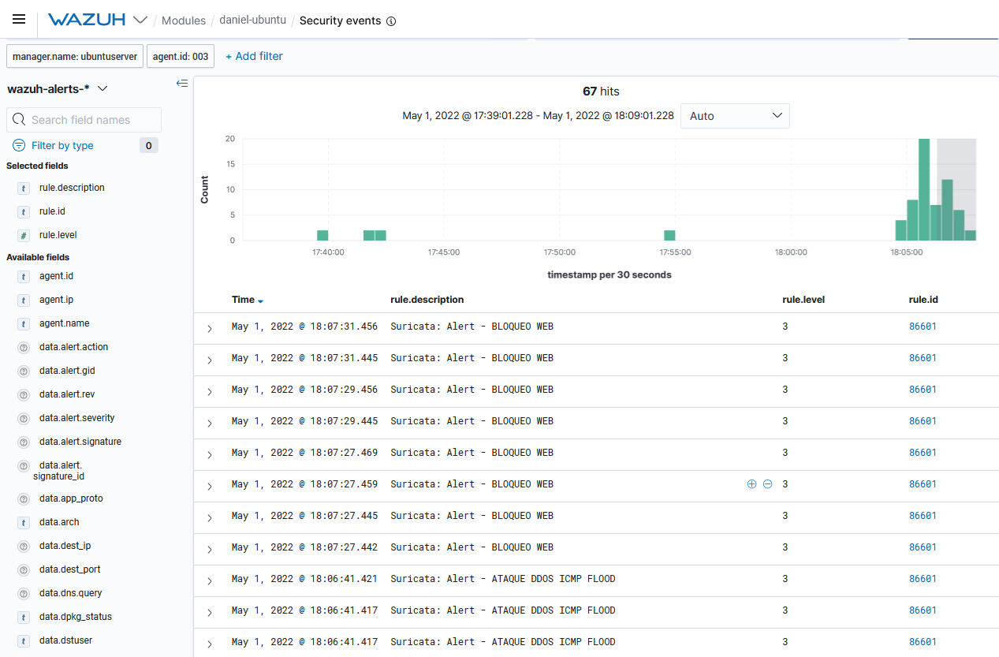 WAZUH / Modules / daniel-ubuntu / Security events
manager.name: ubuntuserver agent.id: 003 + Add filter
wazuh-alerts-*
Search field names
Filter by type 0
Selected fields
t rule.description
t rule.id
# rule.level
Available fields
t agent.id
t agent.ip
t agent.name
data.alert.action
data.alert.gid
data.alert.rev
data.alert.severity
data.alert.signature
data.alert.
signature_id
data.app_proto
t data.arch
data.dest_ip
data.dest_port
data.dns.query
t data.dpkg_status
t data.dstuser
67 hits
May 1, 2022 @ 17:39:01.228 - May 1, 2022 @ 18:09:01.228 Auto
Count
20
15
10
5
0
17:40:00 17:45:00 17:50:00 17:55:00 18:00:00 18:05:00
timestamp per 30 seconds
Time rule.description rule.level rule.id
May 1, 2022 @ 18:07:31.456 Suricata: Alert - BLOQUEO WEB 3 86601
May 1, 2022 @ 18:07:31.445 Suricata: Alert - BLOQUEO WEB 3 86601
May 1, 2022 @ 18:07:29.456 Suricata: Alert - BLOQUEO WEB 3 86601
May 1, 2022 @ 18:07:29.445 Suricata: Alert - BLOQUEO WEB 3 86601
May 1, 2022 @ 18:07:27.469 Suricata: Alert - BLOQUEO WEB 3 86601
May 1, 2022 @ 18:07:27.459 Suricata: Alert - BLOQUEO WEB 3 86601
May 1, 2022 @ 18:07:27.445 Suricata: Alert - BLOQUEO WEB 3 86601
May 1, 2022 @ 18:07:27.442 Suricata: Alert - BLOQUEO WEB 3 86601
May 1, 2022 @ 18:06:41.421 Suricata: Alert - ATAQUE DDOS ICMP FLOOD 3 86601
May 1, 2022 @ 18:06:41.417 Suricata: Alert - ATAQUE DDOS ICMP FLOOD 3 86601
May 1, 2022 @ 18:06:41.417 Suricata: Alert - ATAQUE DDOS ICMP FLOOD 3 86601